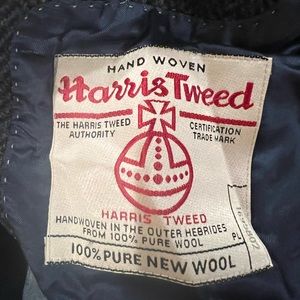 HAND WOVEN
Harris Tweed
THE HARRIS TWEED AUTHORITY
CERTIFICATION TRADE MARK
HARRIS TWEED
HANDWOVEN IN THE OUTER HEBRIDES
FROM 100% PURE WOOL
100% PURE NEW WOOL